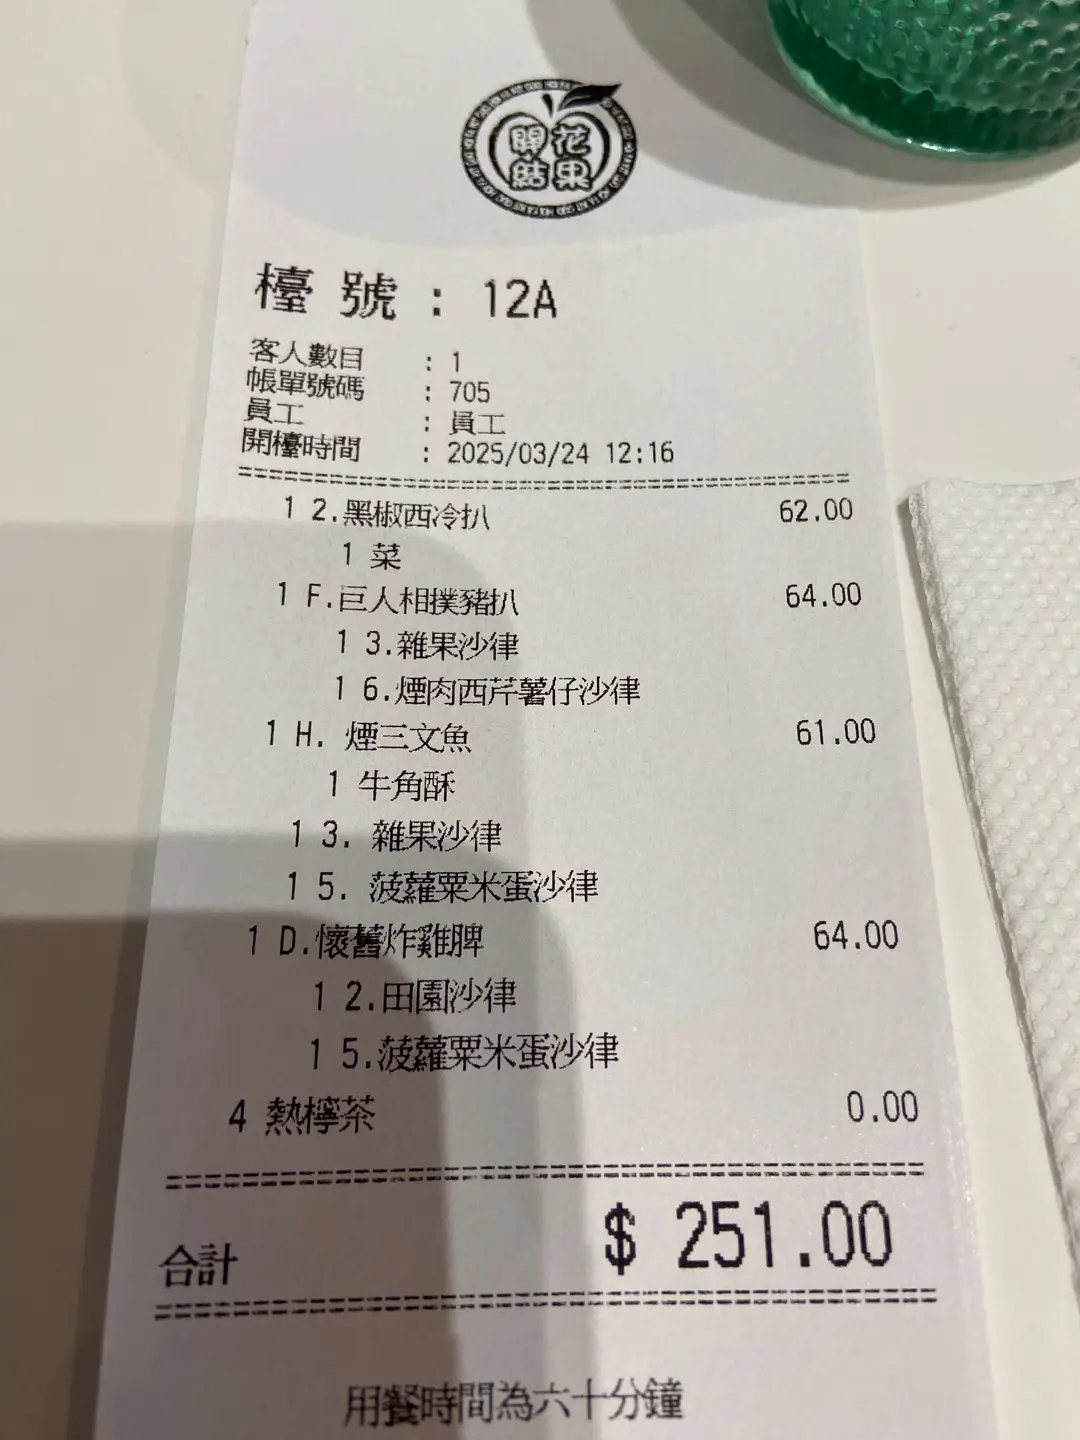 開花
結果
檯號 : 12A
客人數目 : 1
帳單號碼 : 705
員工 : 員工
開檯時間 : 2025/03/24 12:16
1 2.黑椒西冷扒 62.00
1 菜
1 F.巨人相撲豬扒 64.00
1 3.雜果沙律
1 6.煙肉西芹薯仔沙律
1 H. 煙三文魚 61.00
1 牛角酥
1 3. 雜果沙律
1 5. 菠蘿粟米蛋沙律
1 D.懷舊炸雞髀 64.00
1 2.田園沙律
1 5.菠蘿粟米蛋沙律
4 熱檸茶 0.00
合計 $ 251.00
用餐時間為六十分鐘